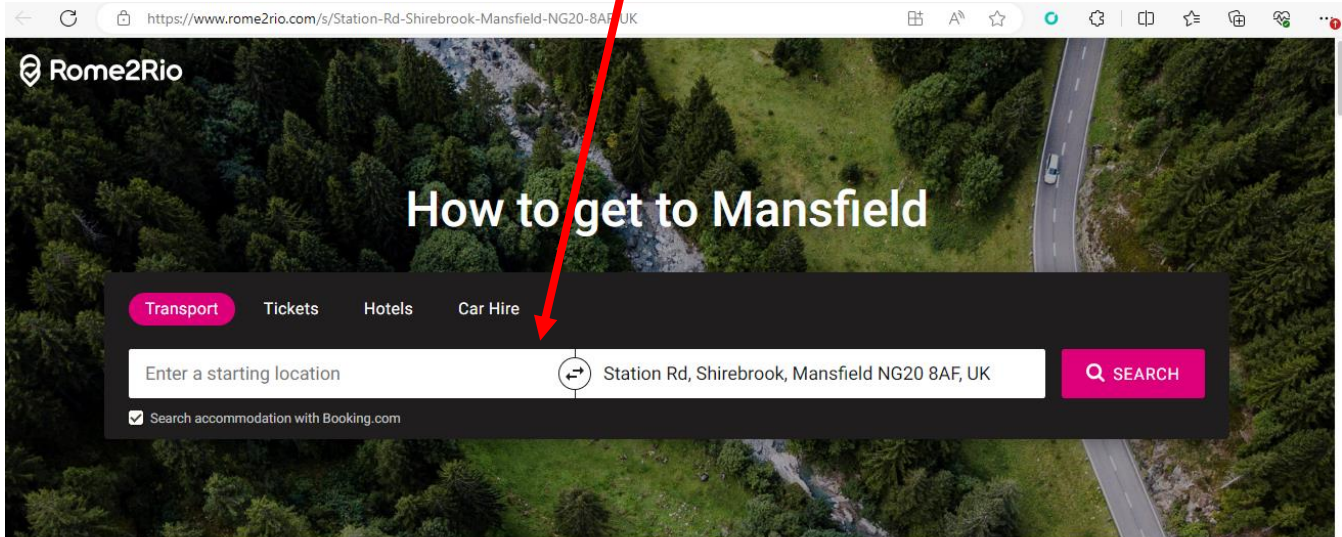 https://www.rome2rio.com/s/Station-Rd-Shirebrook-Mansfield-NG20-8AF-UK
Rome2Rio
How to get to Mansfield
Transport Tickets Hotels Car Hire
Enter a starting location Station Rd, Shirebrook, Mansfield NG20 8AF, UK SEARCH
Search accommodation with Booking.com